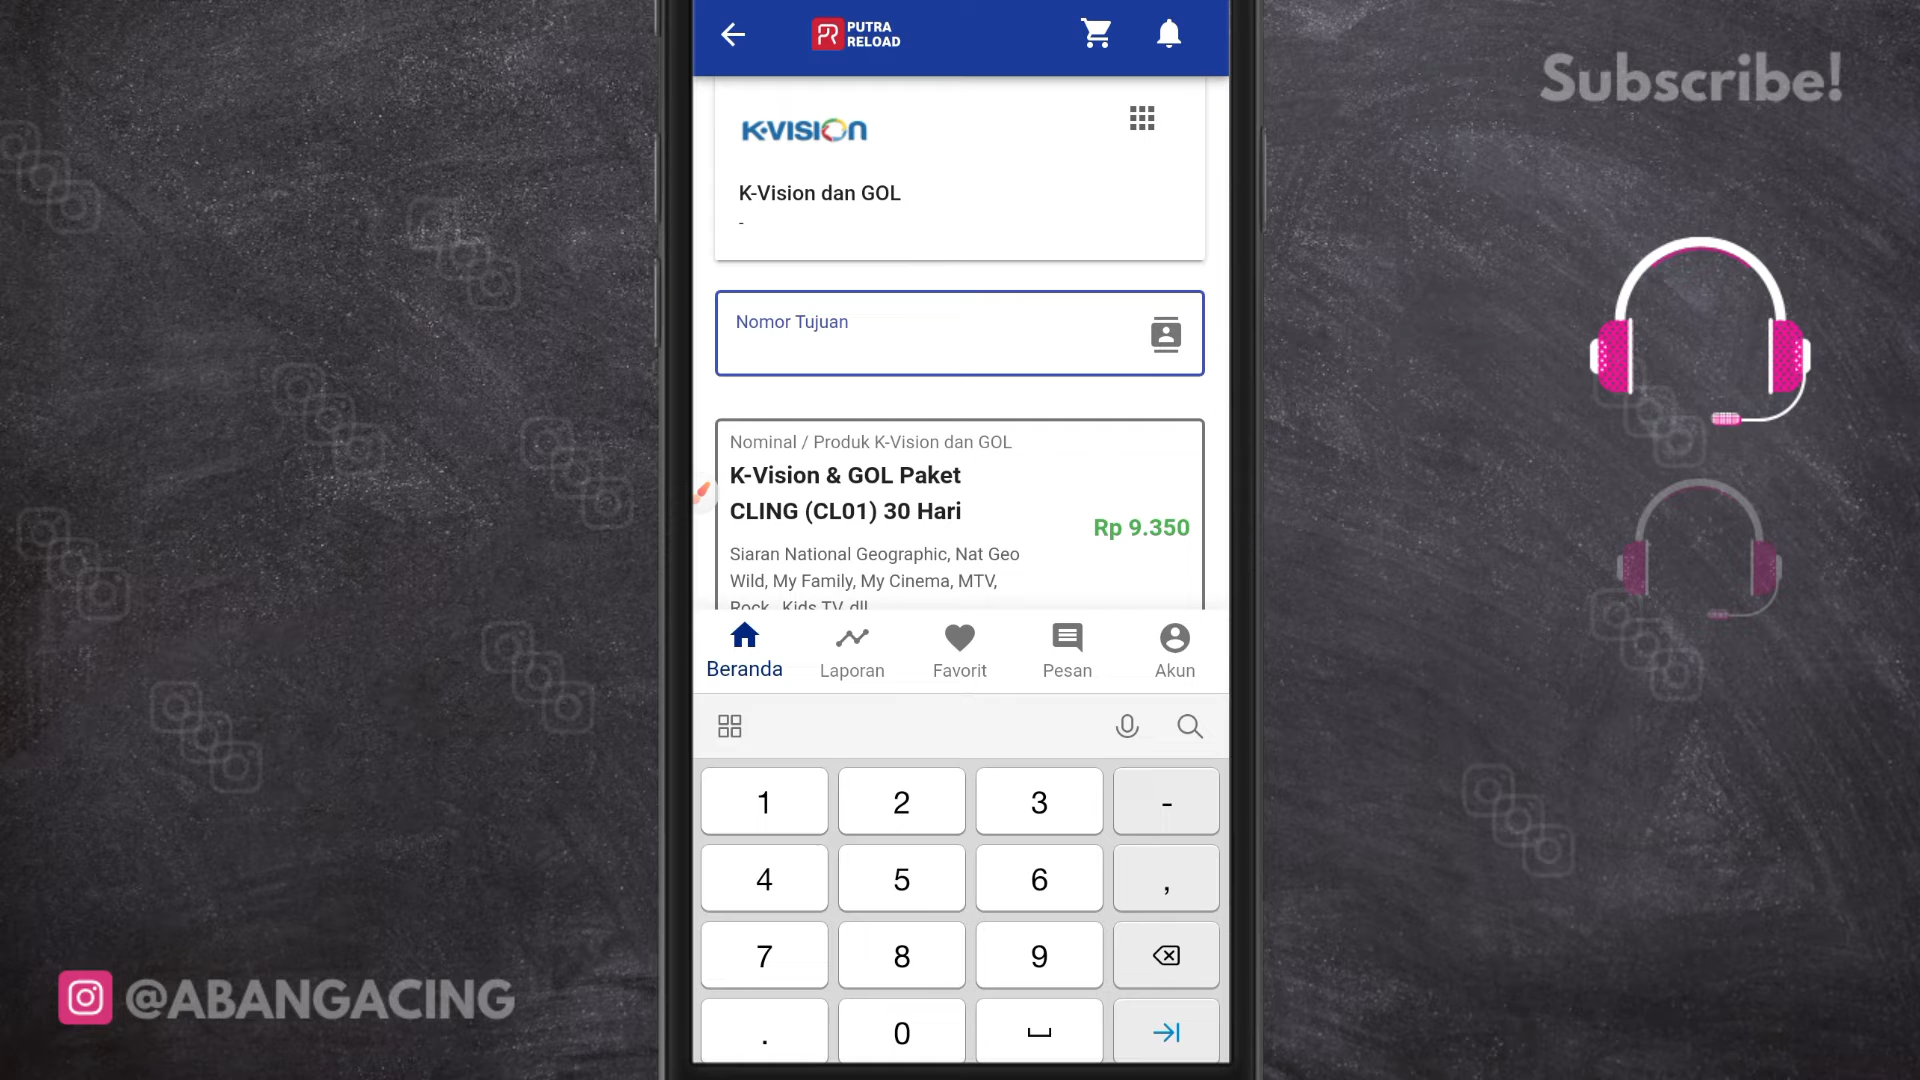 PUTRA
RELOAD
Subscribe!
K-VISION
K-Vision dan GOL
-
Nomor Tujuan
Nominal / Produk K-Vision dan GOL
K-Vision & GOL Paket
CLING (CL01) 30 Hari
Rp 9.350
Siaran National Geographic, Nat Geo
Wild, My Family, My Cinema, MTV,
Rock, Kids TV, dll
Beranda
Laporan
Favorit
Pesan
Akun
1 2 3 -
4 5 6 ,
7 8 9
. 0
@ABANGACING